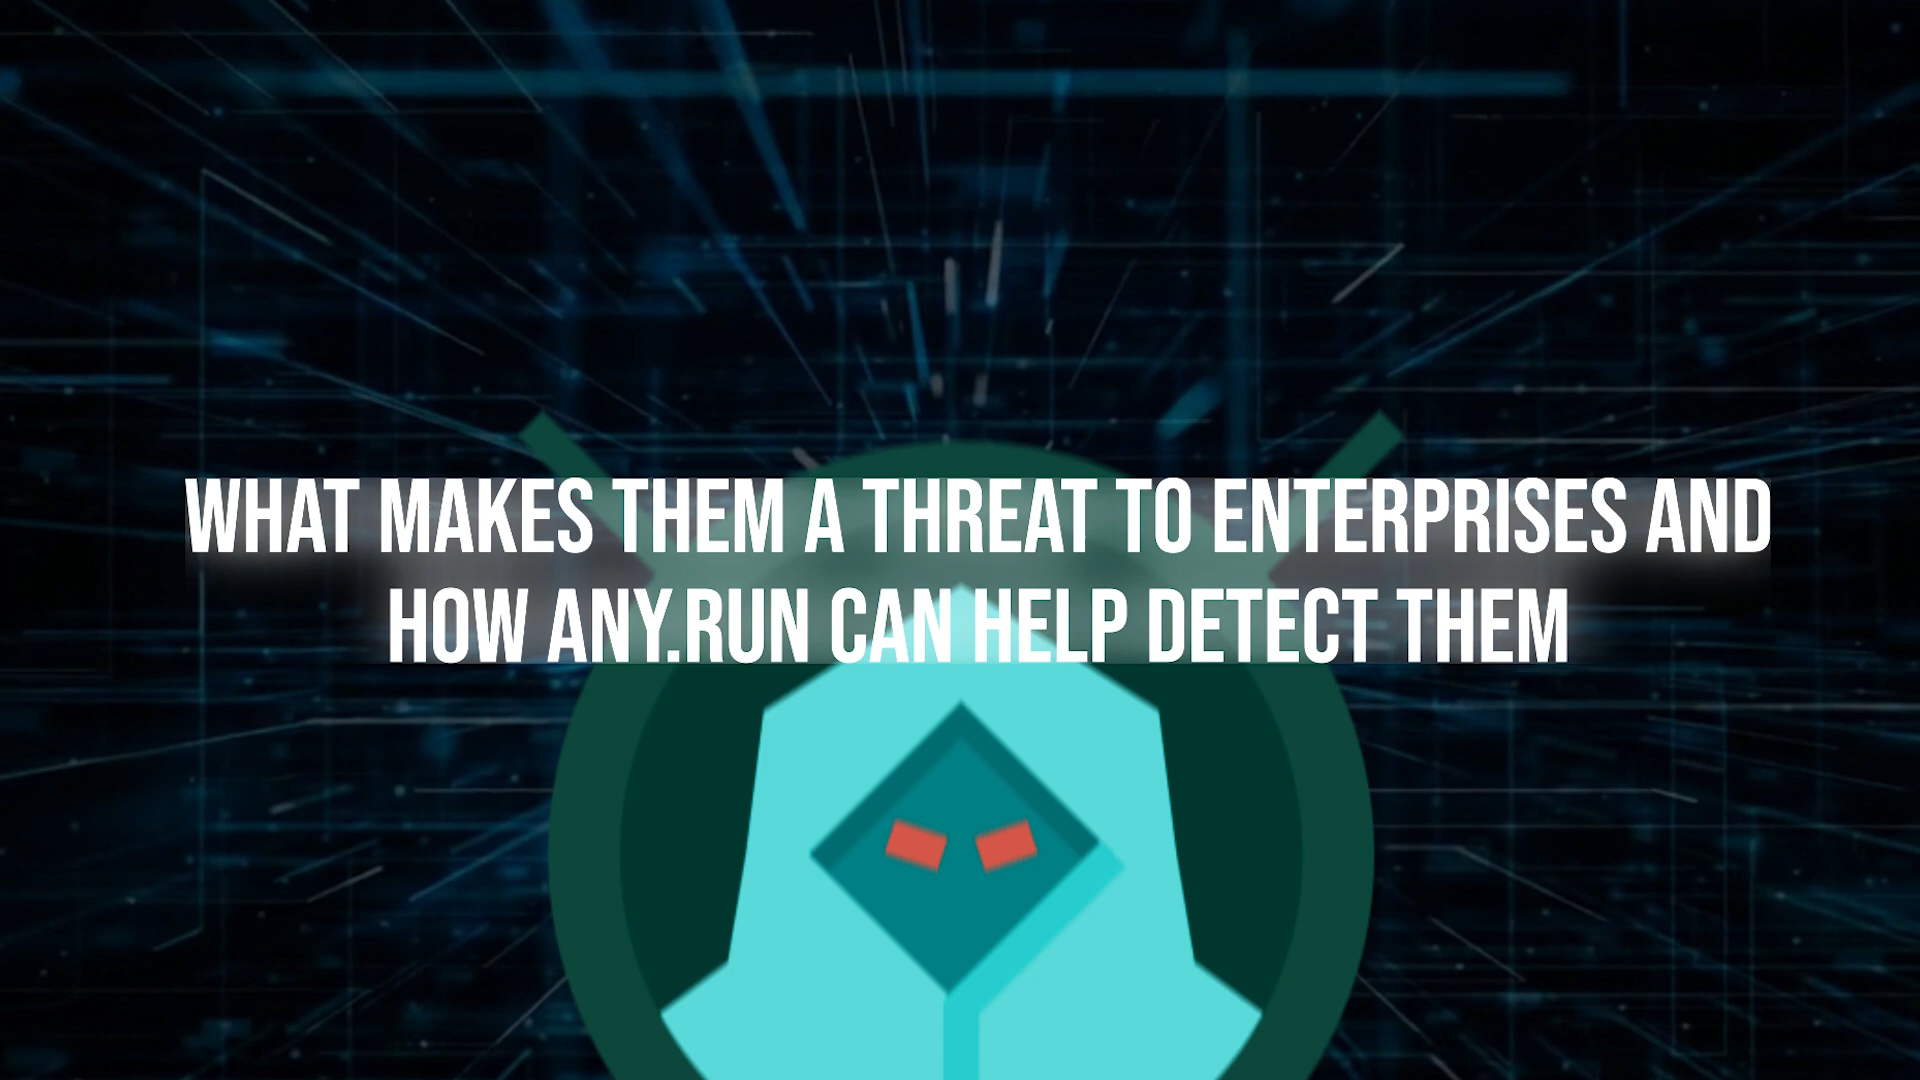 WHAT MAKES THEM A THREAT TO ENTERPRISES AND
HOW ANY.RUN CAN HELP DETECT THEM